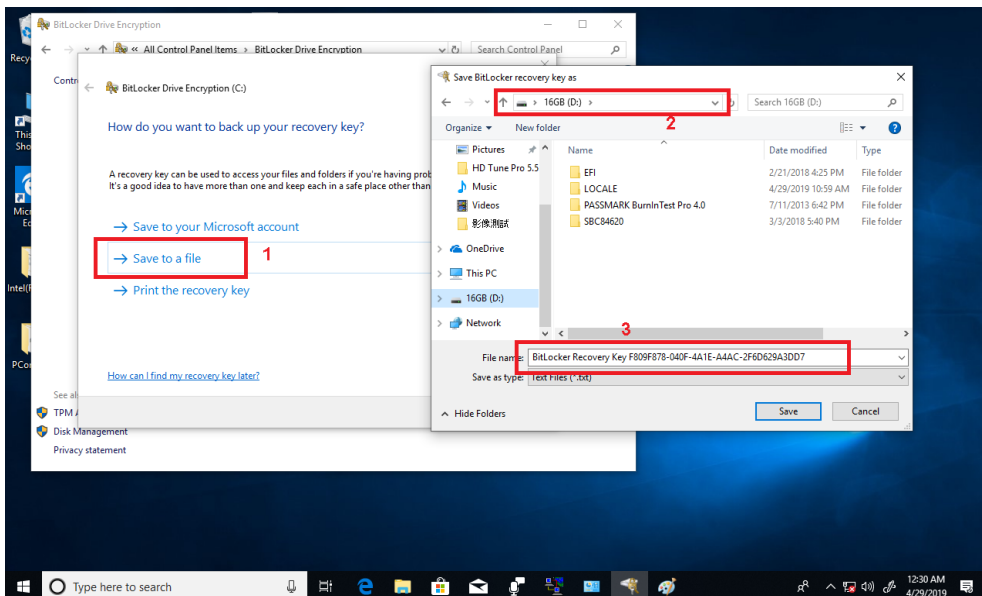 BitLocker Drive Encryption
All Control Panel Items > BitLocker Drive Encryption
Search Control Panel
Recy
This
Sho
Micr
Ed
Intel(R
PCor
BitLocker Drive Encryption (C:)
How do you want to back up your recovery key?
A recovery key can be used to access your files and folders if you're having prob
It's a good idea to have more than one and keep each in a safe place other than
→ Save to your Microsoft account
→ Save to a file
1
→ Print the recovery key
How can I find my recovery key later?
See al
TPM A
Disk Management
Privacy statement
Save BitLocker recovery key as
> 16GB (D:) >
Search 16GB (D:)
2
Organize
New folder
Pictures
HD Tune Pro 5.5
Music
Videos
影像測試
OneDrive
This PC
16GB (D:)
Network
Name Date modified Type
EFI 2/21/2018 4:25 PM File folder
LOCALE 4/29/2019 10:59 AM File folder
PASSMARK BurnInTest Pro 4.0 7/11/2013 6:42 PM File folder
SBC84620 3/3/2018 5:40 PM File folder
3
File name: BitLocker Recovery Key F809F878-040F-4A1E-A4AC-2F6D629A3DD7
Save as type: Text Files (*.txt)
Hide Folders
Save
Cancel
Type here to search
12:30 AM
4/29/2019